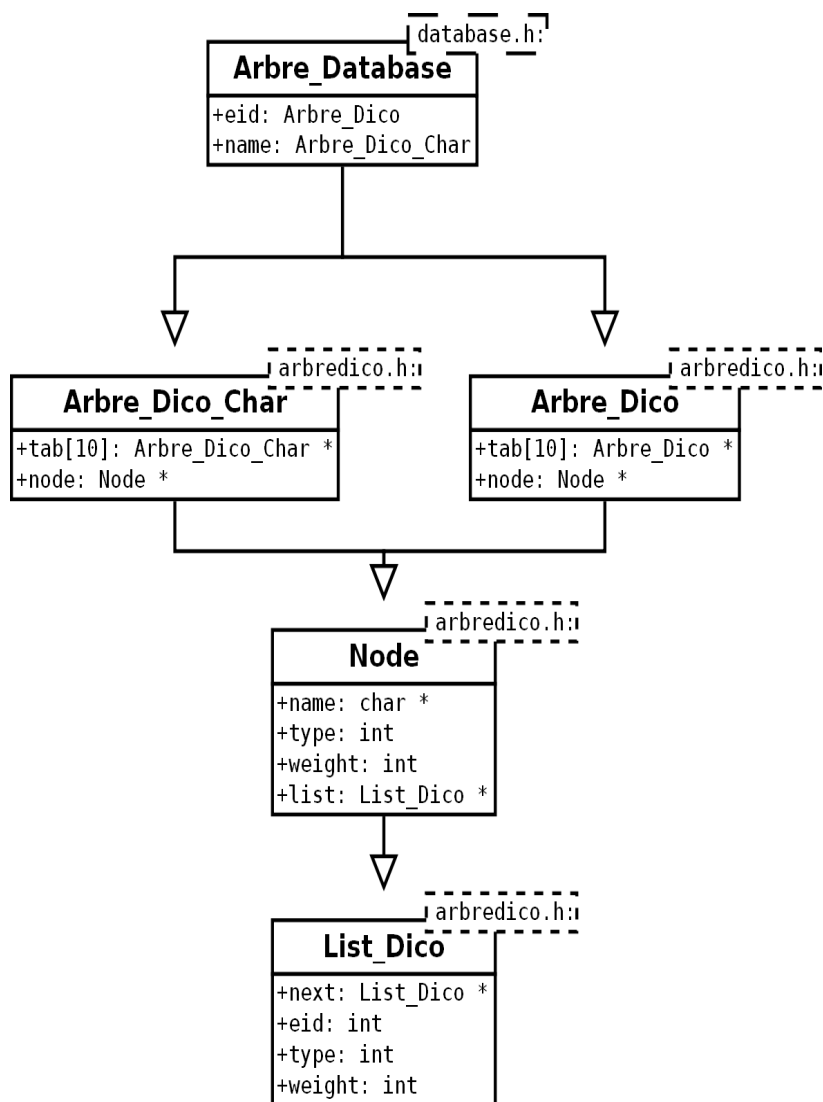 database.h:
Arbre_Database
+eid: Arbre_Dico
+name: Arbre_Dico_Char
arbredico.h:
Arbre_Dico_Char
+tab[10]: Arbre_Dico_Char *
+node: Node *
arbredico.h:
Arbre_Dico
+tab[10]: Arbre_Dico *
+node: Node *
arbredico.h:
Node
+name: char *
+type: int
+weight: int
+list: List_Dico *
arbredico.h:
List_Dico
+next: List_Dico *
+eid: int
+type: int
+weight: int